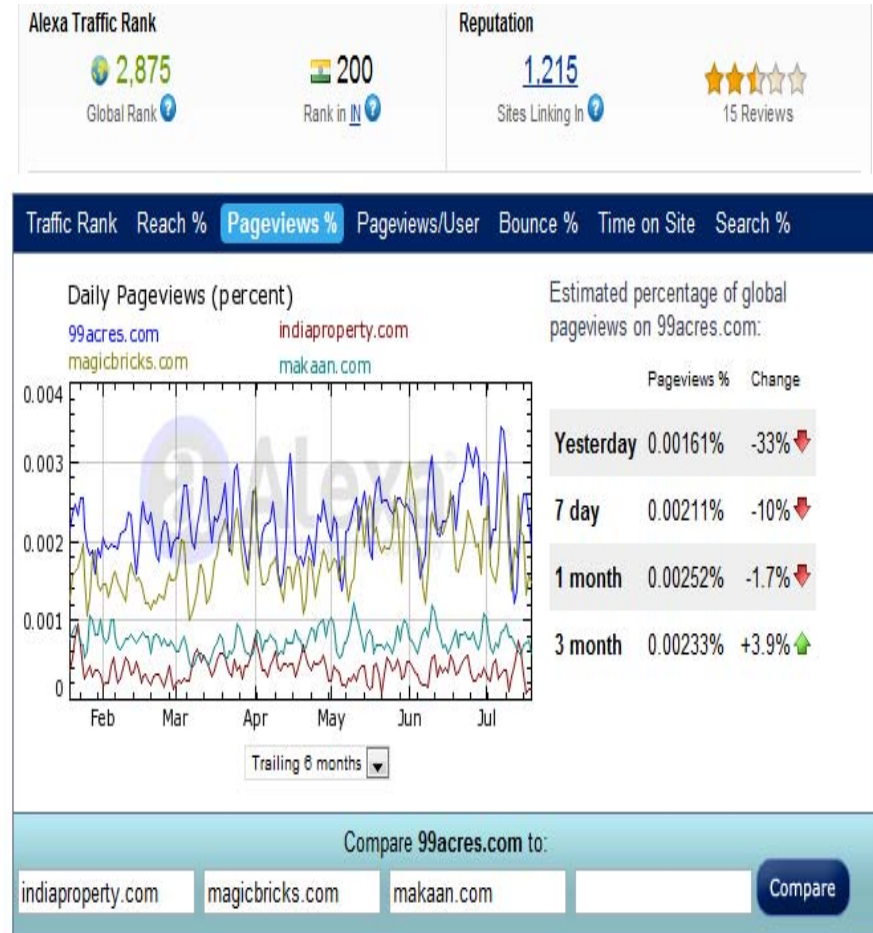 Alexa Traffic Rank
Reputation
2,875
200
1,215
Global Rank ?
Rank in IN ?
Sites Linking In ?
15 Reviews
Traffic Rank Reach % Pageviews % Pageviews/User Bounce % Time on Site Search %
Daily Pageviews (percent)
99acres.com
indiaproperty.com
magicbricks.com
makaan.com
0.004
0.003
0.002
0.001
0
a Alexa
Feb Mar Apr May Jun Jul
Trailing 6 months
Estimated percentage of global
pageviews on 99acres.com:
Pageviews % Change
Yesterday 0.00161% -33%
7 day 0.00211% -10%
1 month 0.00252% -1.7%
3 month 0.00233% +3.9%
Compare 99acres.com to:
indiaproperty.com magicbricks.com makaan.com Compare